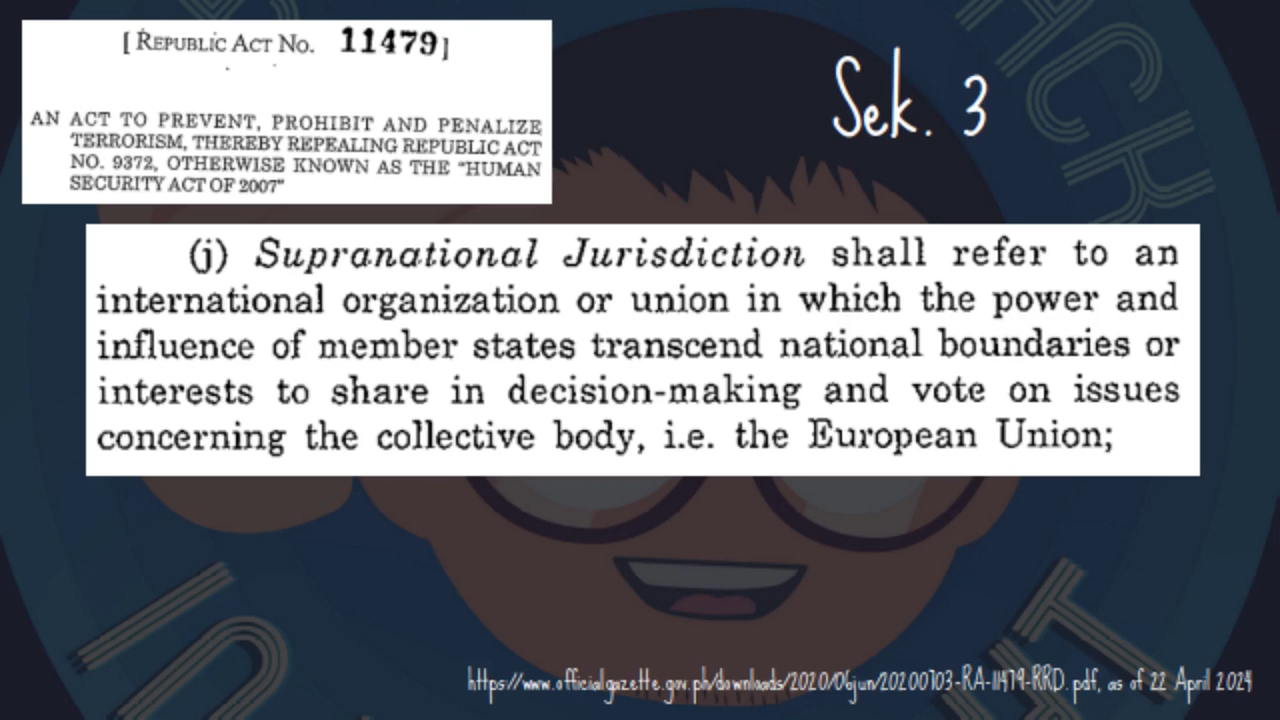 [ REPUBLIC ACT NO. 11479 ]
AN ACT TO PREVENT, PROHIBIT AND PENALIZE
TERRORISM, THEREBY REPEALING REPUBLIC ACT
NO. 9372, OTHERWISE KNOWN AS THE "HUMAN
SECURITY ACT OF 2007"
Sek. 3
(j) Supranational Jurisdiction shall refer to an
international organization or union in which the power and
influence of member states transcend national boundaries or
interests to share in decision-making and vote on issues
concerning the collective body, i.e. the European Union;
https://www.officialgazette.gov.ph/downloads/2020/06jun/20200703-RA-11479-RRD.pdf, as of 22 April 2024